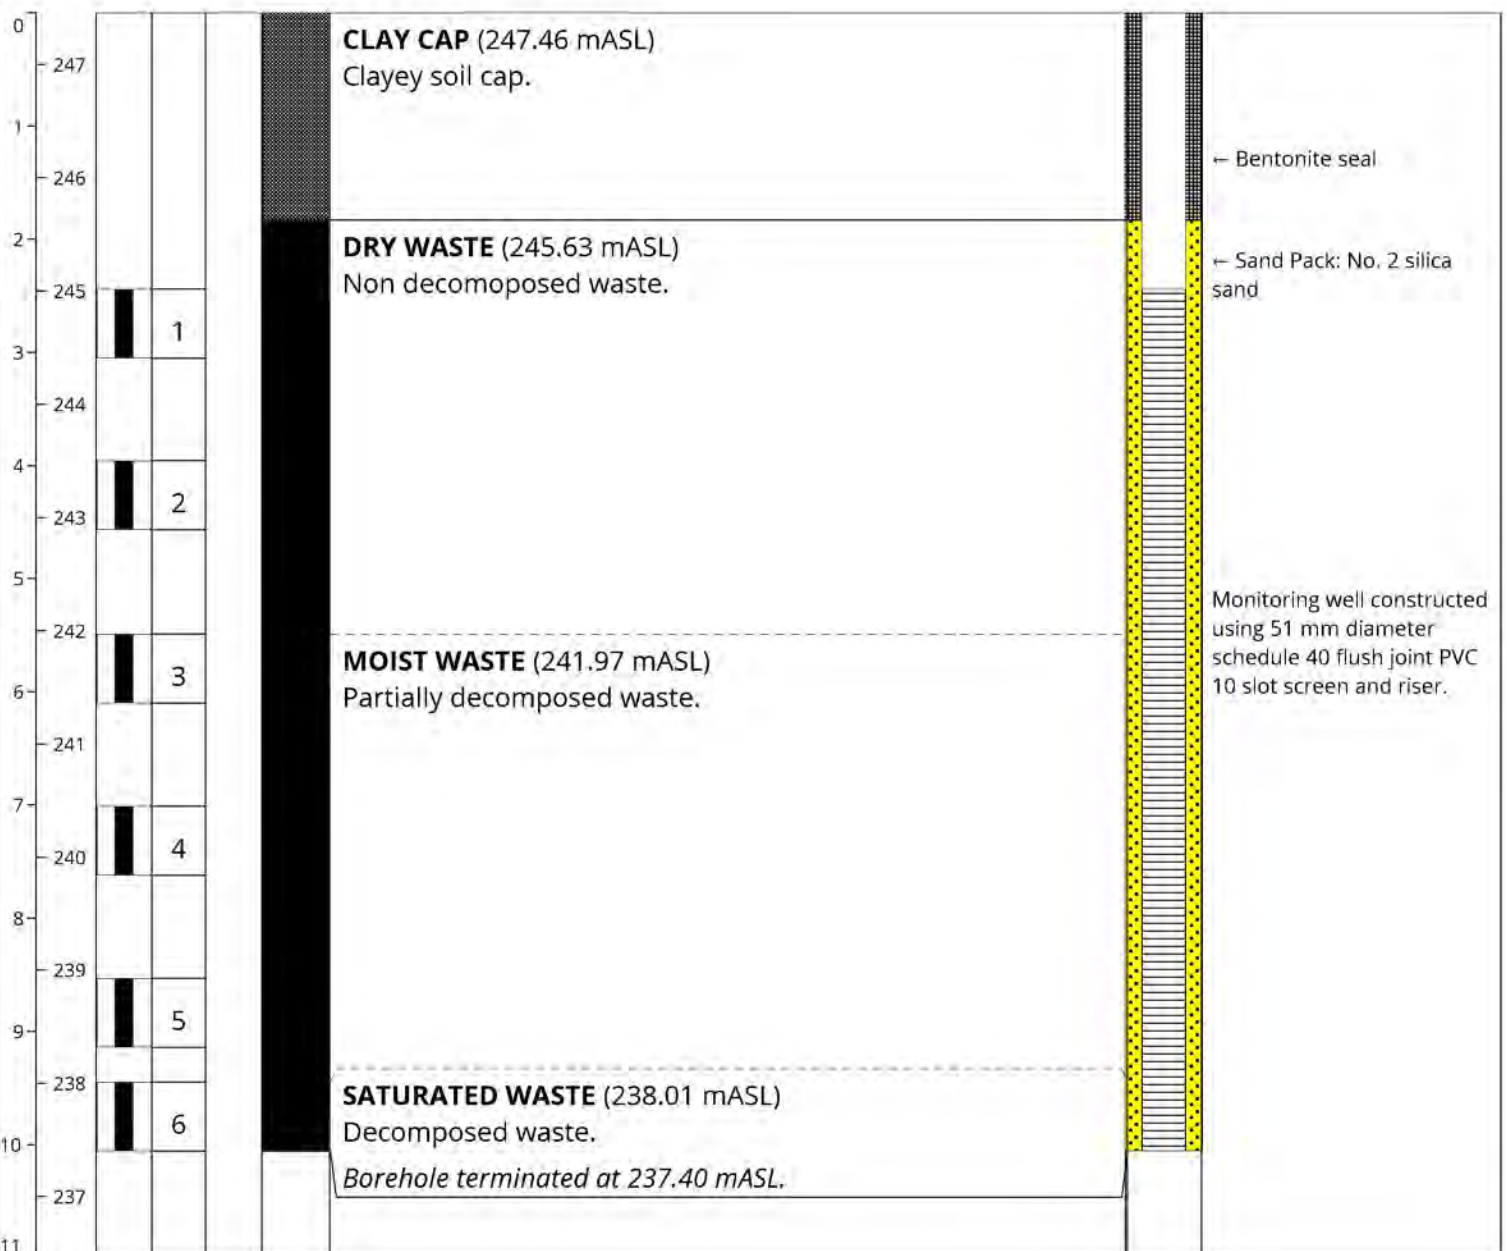 0
247
1
246
2
245
3
244
4
243
5
242
6
241
7
240
8
239
9
238
10
237
11
1
2
3
4
5
6
CLAY CAP (247.46 mASL)
Clayey soil cap.
DRY WASTE (245.63 mASL)
Non decomoposed waste.
MOIST WASTE (241.97 mASL)
Partially decomposed waste.
SATURATED WASTE (238.01 mASL)
Decomposed waste.
Borehole terminated at 237.40 mASL.
← Bentonite seal
← Sand Pack: No. 2 silica
sand
Monitoring well constructed
using 51 mm diameter
schedule 40 flush joint PVC
10 slot screen and riser.